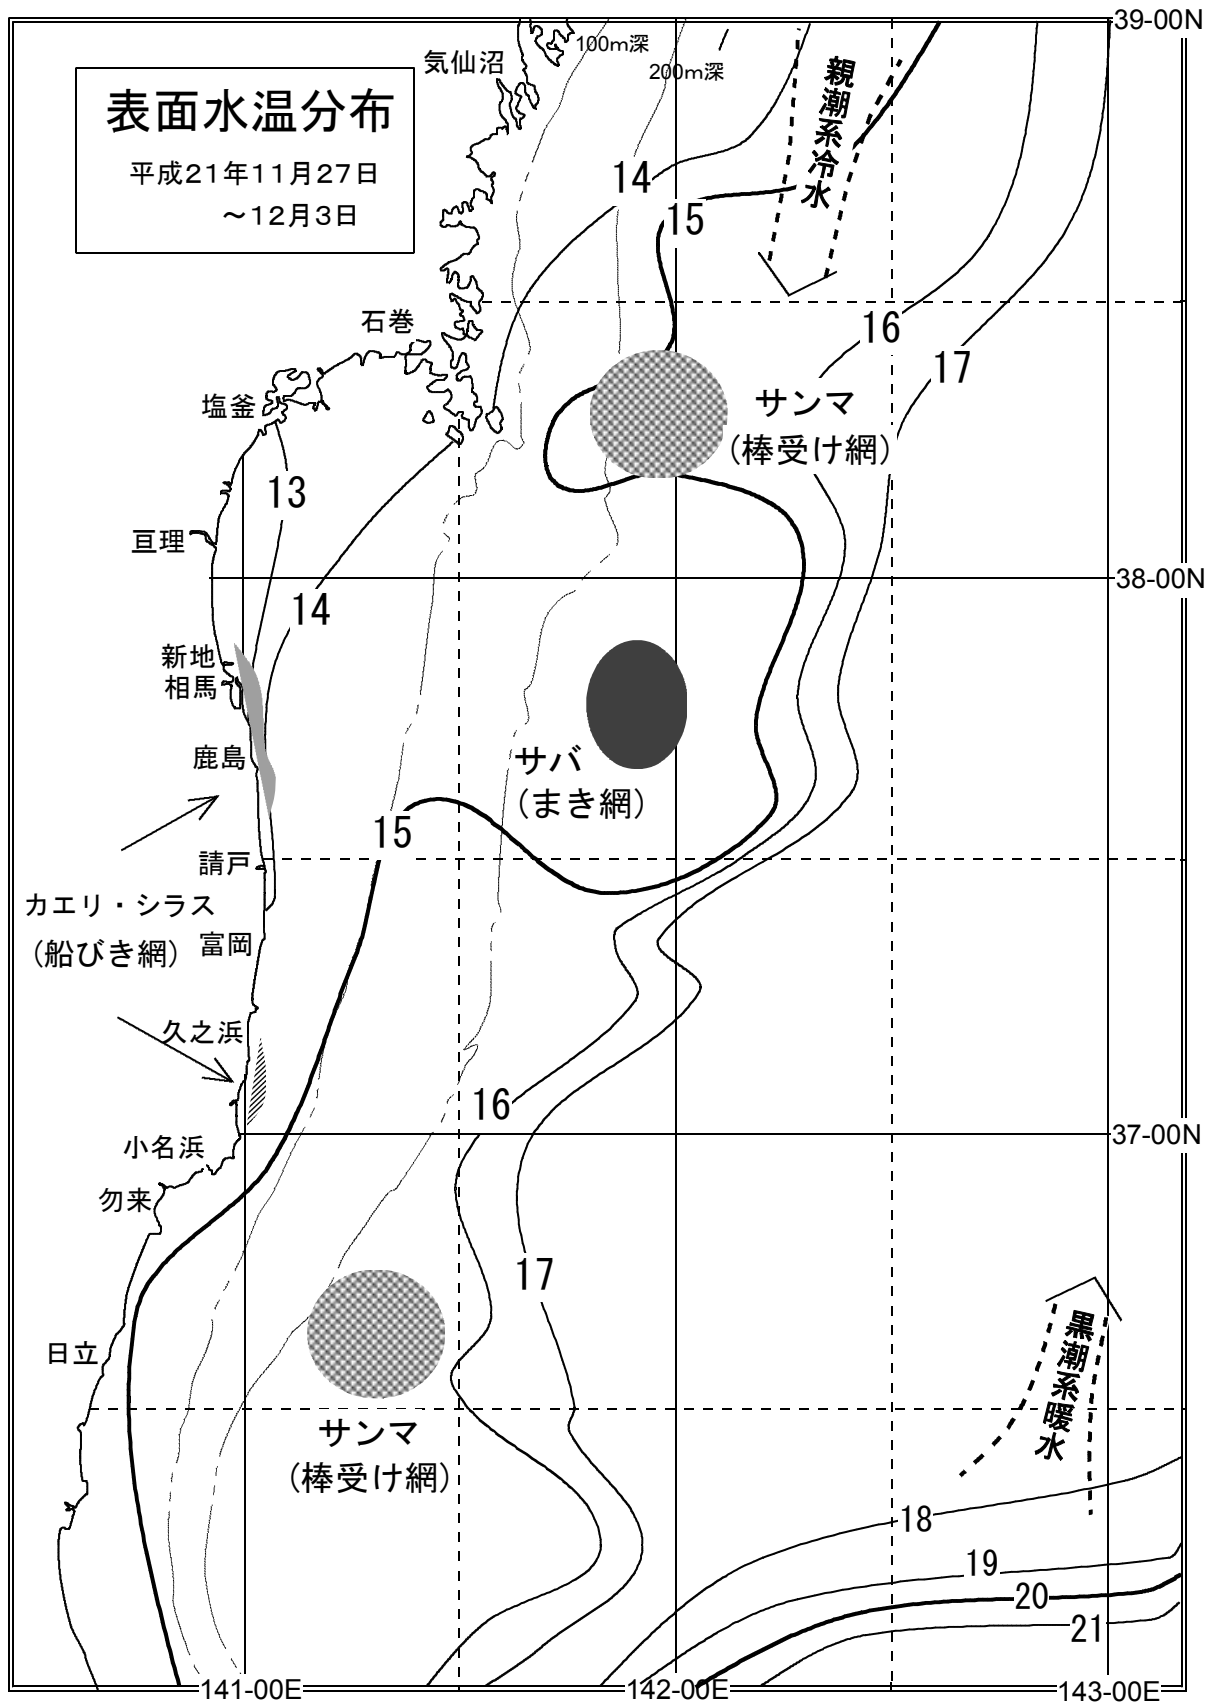 39-00N
100m深
気仙沼
200m深
表面水温分布
平成21年11月27日
～12月3日
親潮系冷水
14
15
石巻
16
17
塩釜
サンマ
(棒受け網)
13
亘理
38-00N
14
新地
相馬
鹿島
サバ
(まき網)
15
請戸
カエリ・シラス
(船びき網)
富岡
久之浜
16
小名浜
37-00N
勿来
17
日立
黒潮系暖水
サンマ
(棒受け網)
18
19
20
21
141-00E
142-00E
143-00E